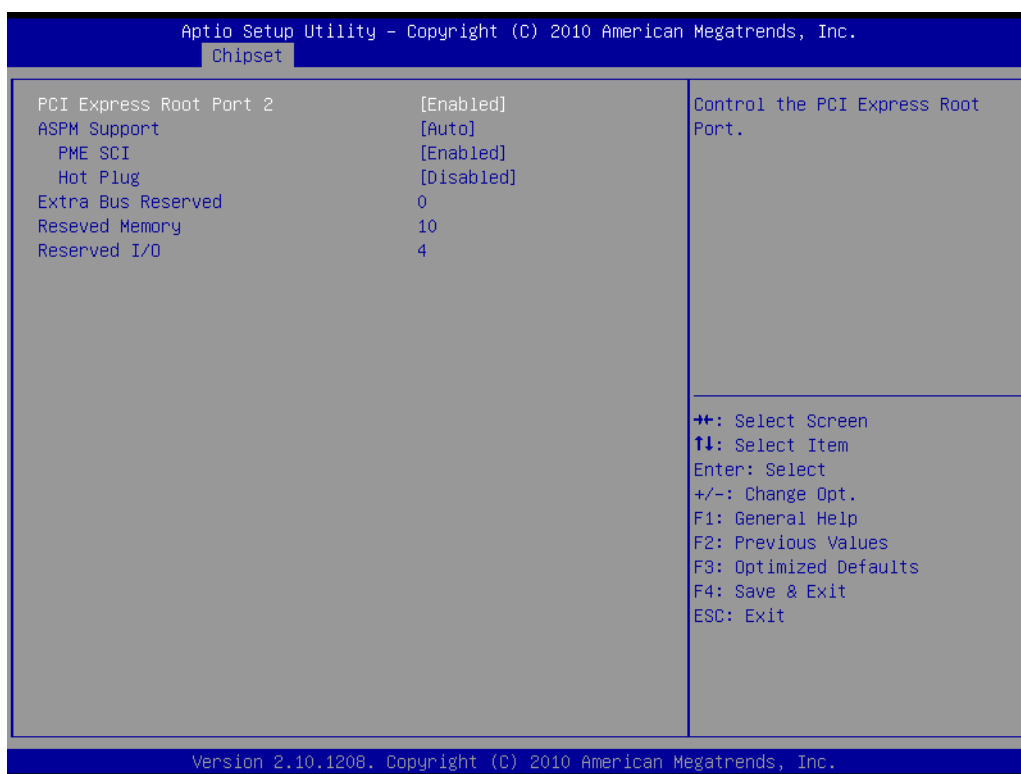 Aptio Setup Utility – Copyright (C) 2010 American Megatrends, Inc.
Chipset
PCI Express Root Port 2 [Enabled]
ASPM Support [Auto]
PME SCI [Enabled]
Hot Plug [Disabled]
Extra Bus Reserved 0
Reseved Memory 10
Reserved I/O 4
Control the PCI Express Root
Port.
→←: Select Screen
↑↓: Select Item
Enter: Select
+/-: Change Opt.
F1: General Help
F2: Previous Values
F3: Optimized Defaults
F4: Save & Exit
ESC: Exit
Version 2.10.1208. Copyright (C) 2010 American Megatrends, Inc.